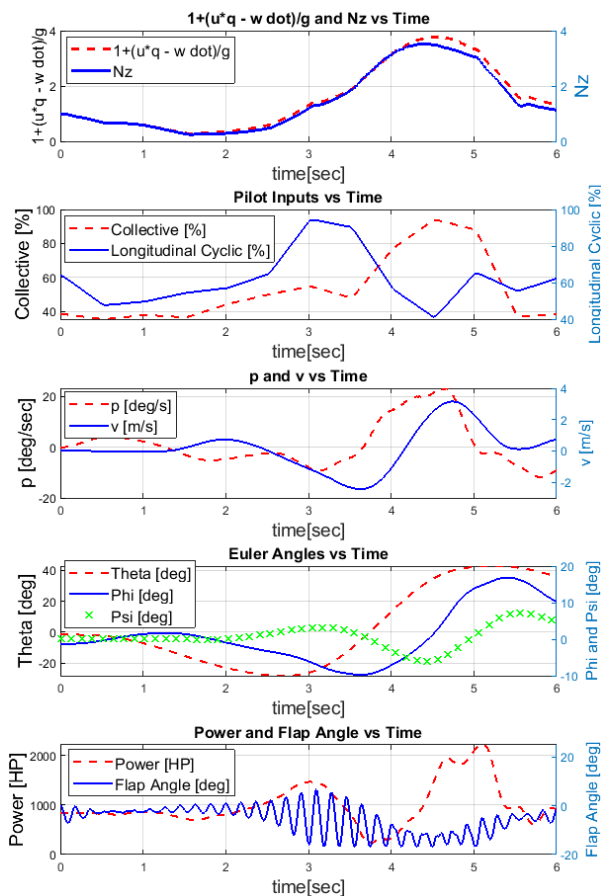 1+(u*q - w dot)/g and Nz vs Time
1+(u*q - w dot)/g
4
2
0
1+(u*q - w dot)/g
Nz
4
2
0
Nz
0 1 2 3 4 5 6
time[sec]
Pilot Inputs vs Time
Collective [%]
100
80
60
40
Collective [%]
Longitudinal Cyclic [%]
100
80
60
40
Longitudinal Cyclic [%]
0 1 2 3 4 5 6
time[sec]
p and v vs Time
p [deg/sec]
20
0
-20
p [deg/s]
v [m/s]
4
2
0
-2
v [m/s]
0 1 2 3 4 5 6
time[sec]
Euler Angles vs Time
Theta [deg]
40
20
0
-20
Theta [deg]
Phi [deg]
Psi [deg]
20
10
0
-10
Phi and Psi [deg]
0 1 2 3 4 5 6
time[sec]
Power and Flap Angle vs Time
Power [HP]
2000
1000
0
Power [HP]
Flap Angle [deg]
20
0
-20
Flap Angle [deg]
0 1 2 3 4 5 6
time[sec]